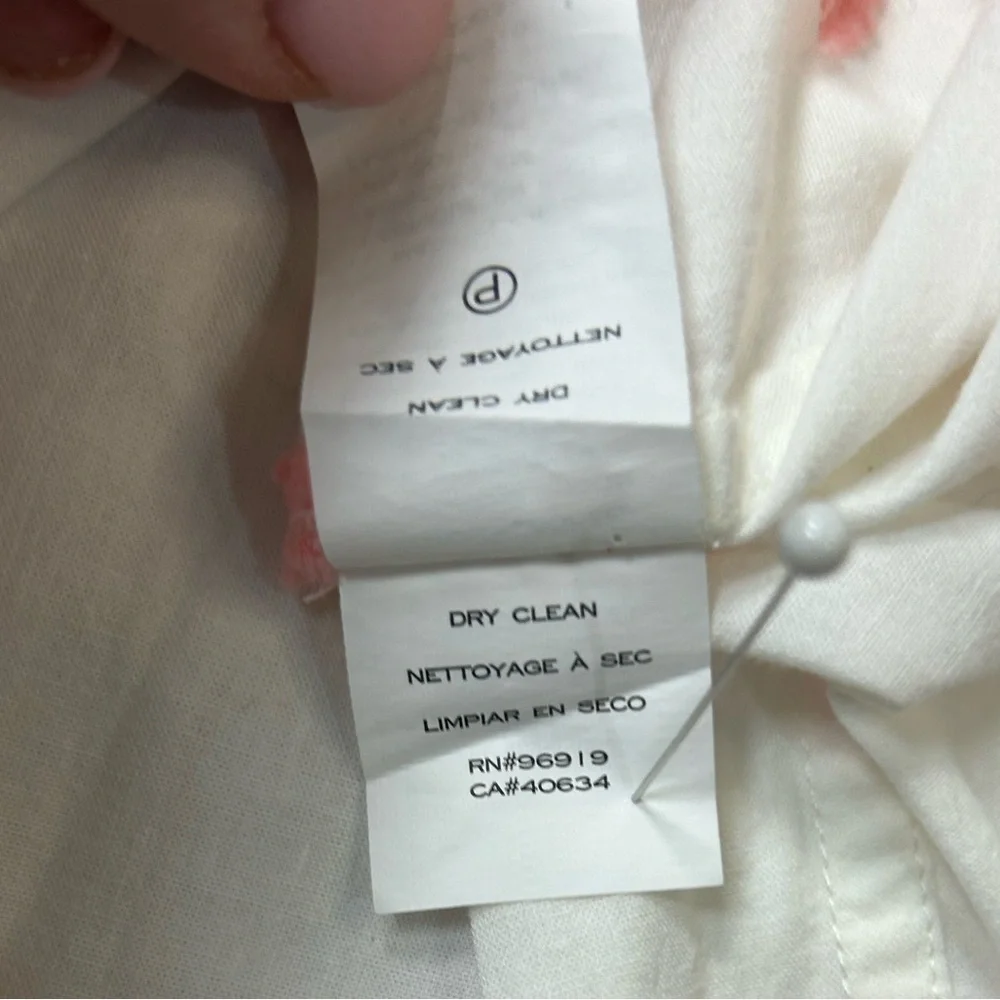 Ⓟ
NETTOYAGE À SEC
DRY CLEAN
DRY CLEAN
NETTOYAGE À SEC
LIMPIAR EN SECO
RN#96919
CA#40634